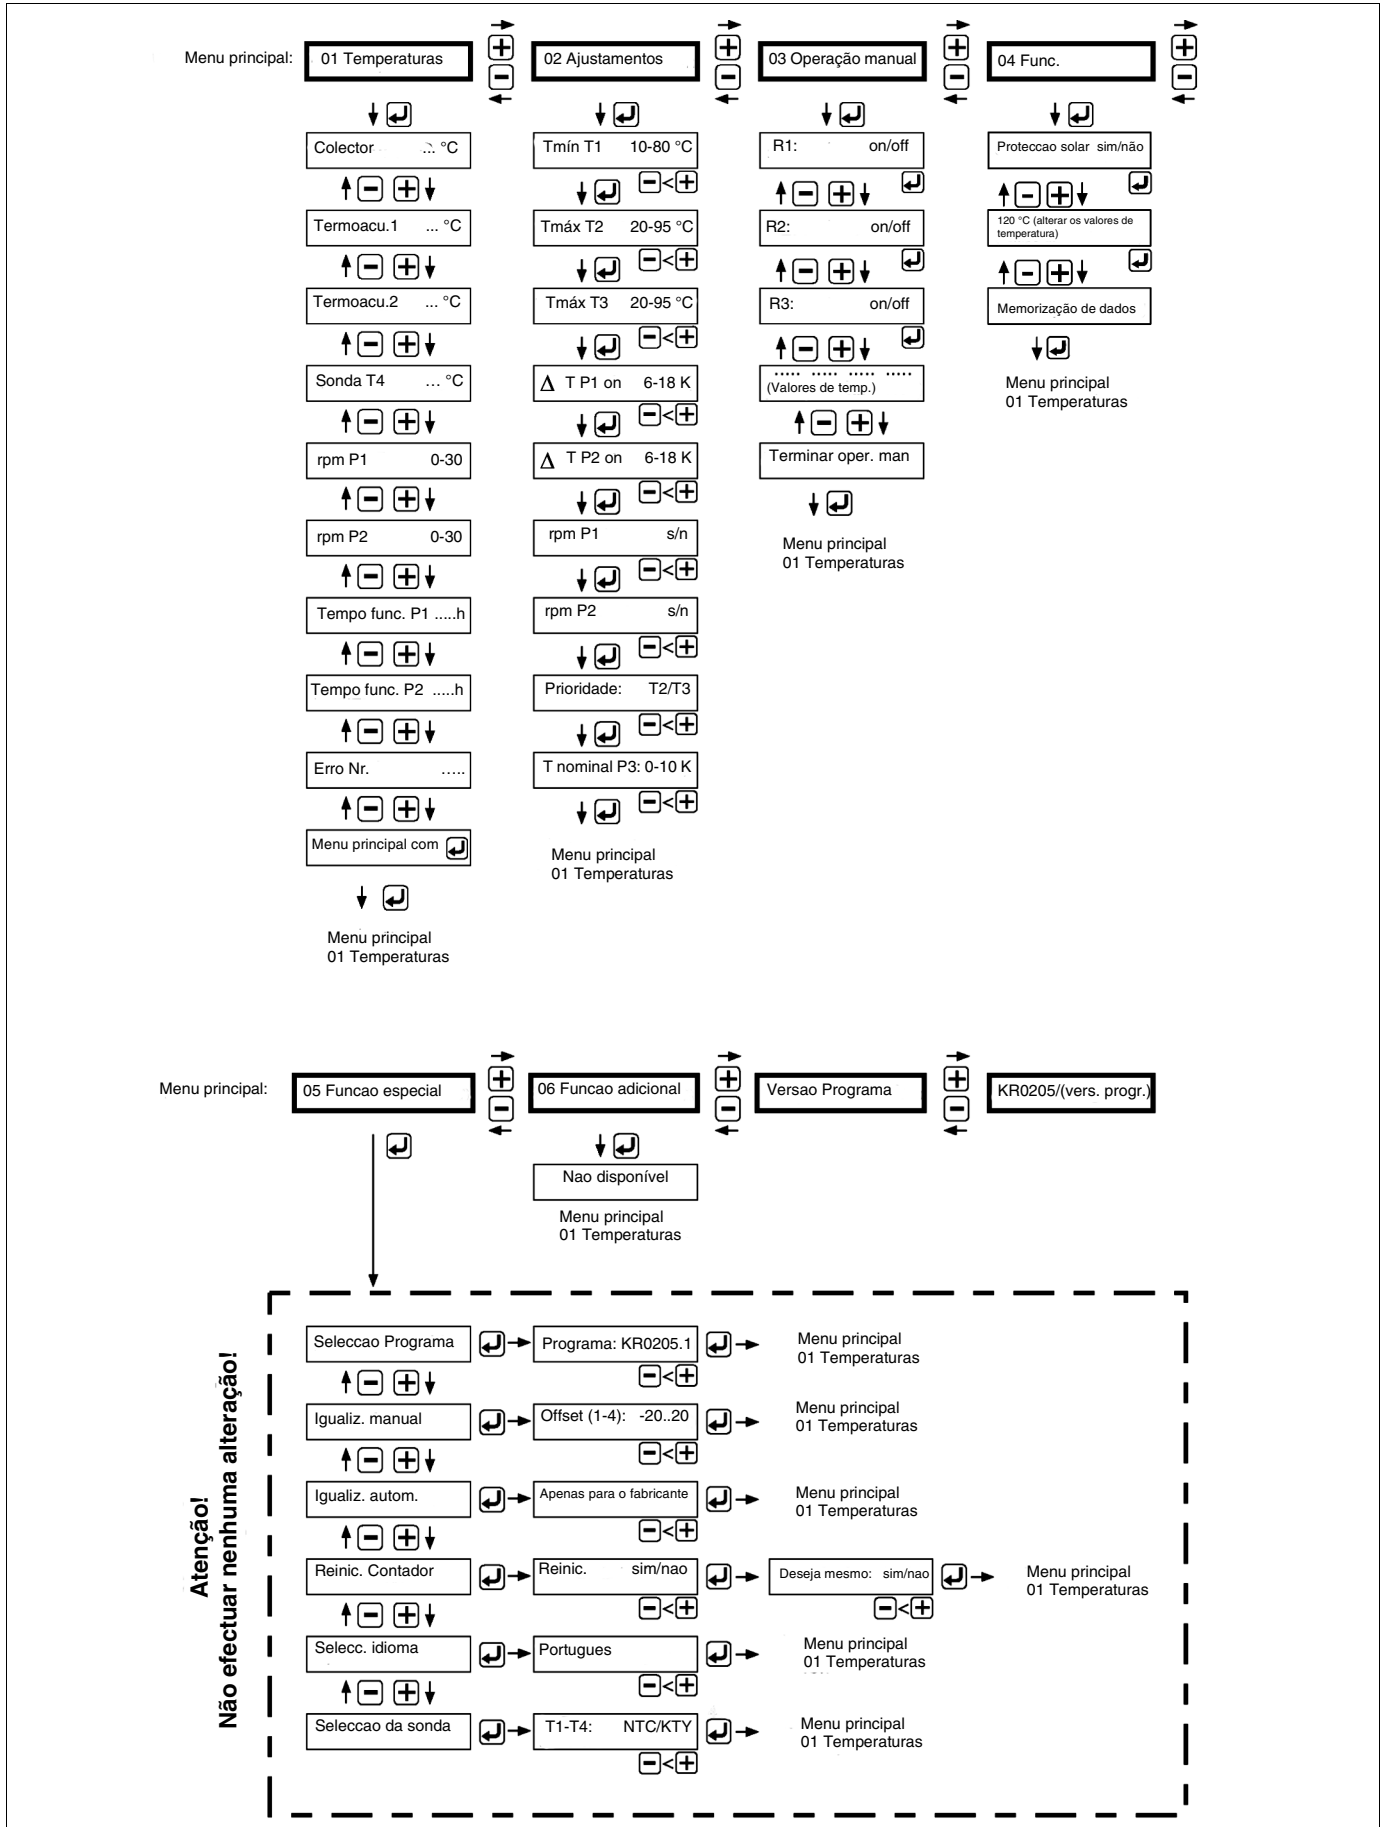 Menu principal:
01 Temperaturas
02 Ajustamentos
03 Operação manual
04 Func.
Colector ... °C
Termoacu.1 ... °C
Termoacu.2 ... °C
Sonda T4 ... °C
rpm P1 0-30
rpm P2 0-30
Tempo func. P1 .....h
Tempo func. P2 .....h
Erro Nr. .....
Menu principal com
Menu principal
01 Temperaturas
Tmín T1 10-80 °C
Tmáx T2 20-95 °C
Tmáx T3 20-95 °C
Δ T P1 on 6-18 K
Δ T P2 on 6-18 K
rpm P1 s/n
rpm P2 s/n
Prioridade: T2/T3
T nominal P3: 0-10 K
Menu principal
01 Temperaturas
R1: on/off
R2: on/off
R3: on/off
..... ..... .... .....
(Valores de temp.)
Terminar oper. man
Menu principal
01 Temperaturas
Proteccao solar sim/não
120 °C (alterar os valores de
temperatura)
Memorização de dados
Menu principal
01 Temperaturas
Menu principal:
05 Funcao especial
06 Funcao adicional
Versao Programa
KR0205/(vers. progr.)
Nao disponível
Menu principal
01 Temperaturas
Atenção!
Não efectuar nenhuma alteração!
Seleccao Programa
Programa: KR0205.1
Menu principal
01 Temperaturas
Igualiz. manual
Offset (1-4): -20..20
Menu principal
01 Temperaturas
Igualiz. autom.
Apenas para o fabricante
Menu principal
01 Temperaturas
Reinic. Contador
Reinic. sim/nao
Deseja mesmo: sim/nao
Menu principal
01 Temperaturas
Selecc. idioma
Portugues
Menu principal
01 Temperaturas
Seleccao da sonda
T1-T4: NTC/KTY
Menu principal
01 Temperaturas